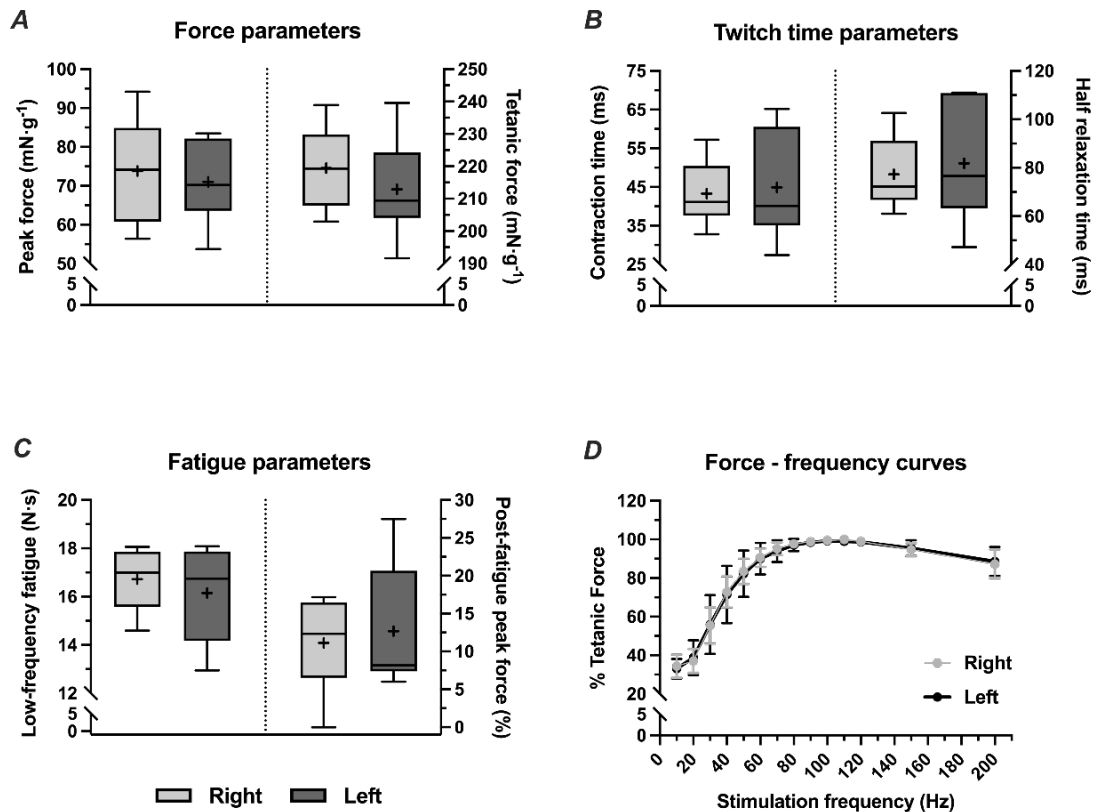 A
Force parameters
Peak force (mN·g⁻¹)
100
90
80
70
60
50
5
0
250
240
230
220
210
200
190
5
0
Tetanic force (mN·g⁻¹)
B
Twitch time parameters
Contraction time (ms)
75
65
55
45
35
25
5
0
120
100
80
60
40
5
0
Half relaxation time (ms)
C
Fatigue parameters
Low-frequency fatigue (N·s)
20
18
16
14
12
5
0
30
25
20
15
10
5
0
Post-fatigue peak force (%)
Right
Left
D
Force - frequency curves
% Tetanic Force
120
100
80
60
40
20
5
0
Right
Left
0 20 40 60 80 100 120 140 160 180 200
Stimulation frequency (Hz)